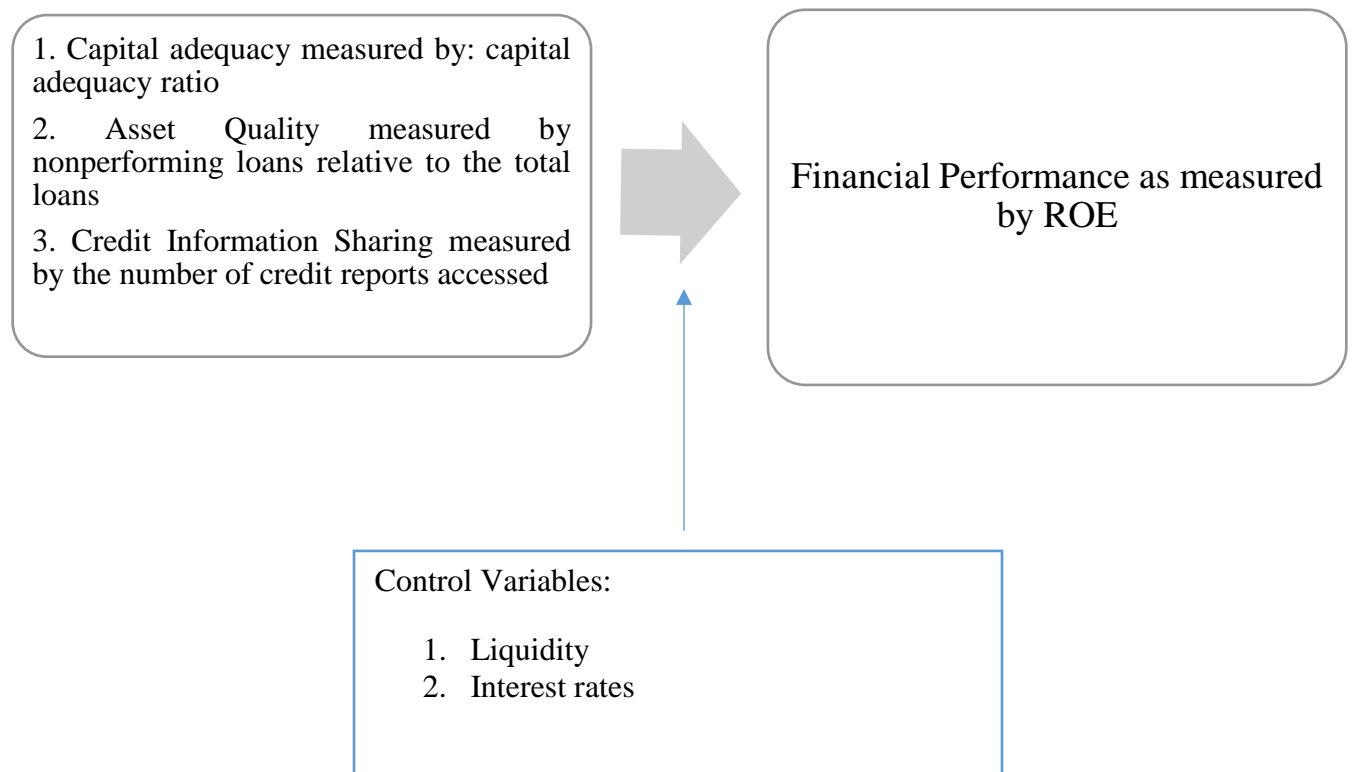 1. Capital adequacy measured by: capital
adequacy ratio
2. Asset Quality measured by
nonperforming loans relative to the total
loans
3. Credit Information Sharing measured
by the number of credit reports accessed
Financial Performance as measured
by ROE
Control Variables:
1. Liquidity
2. Interest rates